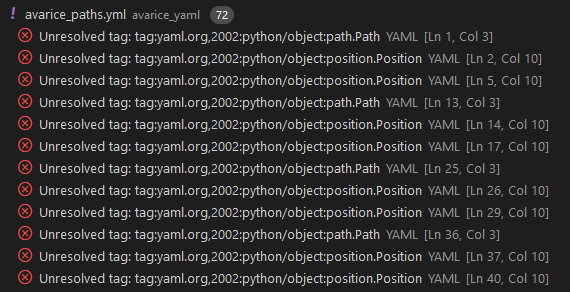 ! avarice_paths.yml avarice_yaml 72
Unresolved tag: tag:yaml.org,2002:python/object:path.Path YAML [Ln 1, Col 3]
Unresolved tag: tag:yaml.org,2002:python/object:position.Position YAML [Ln 2, Col 10]
Unresolved tag: tag:yaml.org,2002:python/object:position.Position YAML [Ln 5, Col 10]
Unresolved tag: tag:yaml.org,2002:python/object:path.Path YAML [Ln 13, Col 3]
Unresolved tag: tag:yaml.org,2002:python/object:position.Position YAML [Ln 14, Col 10]
Unresolved tag: tag:yaml.org,2002:python/object:position.Position YAML [Ln 17, Col 10]
Unresolved tag: tag:yaml.org,2002:python/object:path.Path YAML [Ln 25, Col 3]
Unresolved tag: tag:yaml.org,2002:python/object:position.Position YAML [Ln 26, Col 10]
Unresolved tag: tag:yaml.org,2002:python/object:position.Position YAML [Ln 29, Col 10]
Unresolved tag: tag:yaml.org,2002:python/object:path.Path YAML [Ln 36, Col 3]
Unresolved tag: tag:yaml.org,2002:python/object:position.Position YAML [Ln 37, Col 10]
Unresolved tag: tag:yaml.org,2002:python/object:position.Position YAML [Ln 40, Col 10]